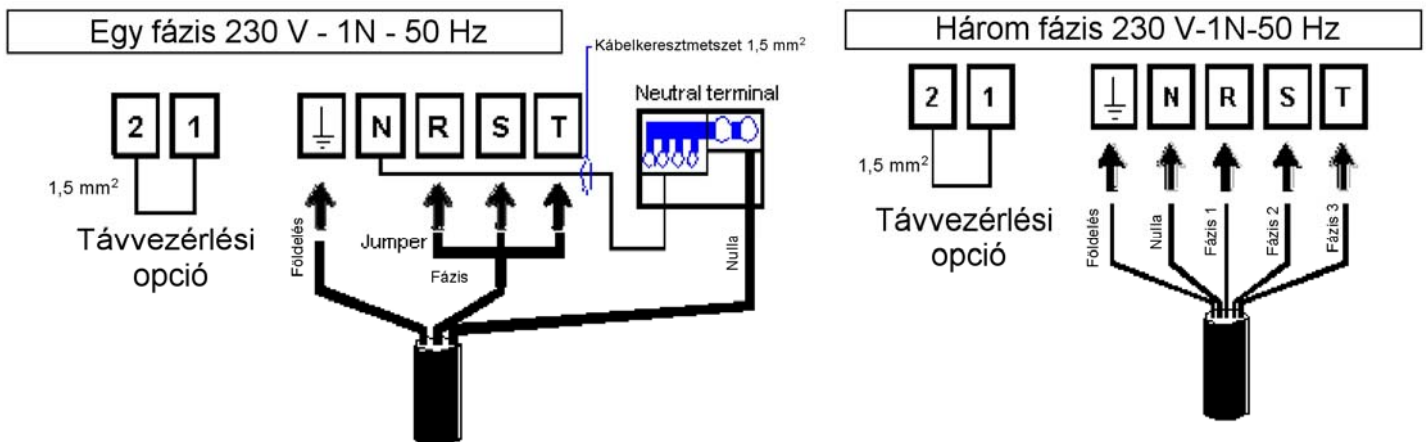 Egy fázis 230 V - 1N - 50 Hz
Kábelkeresztmetszet 1,5 mm²
Neutral terminal
2 1
N R S T
1,5 mm²
Távvezérlési
opció
Földelés
Jumper
Fázis
Nulla
Három fázis 230 V-1N-50 Hz
2 1
N R S T
1,5 mm²
Távvezérlési
opció
Földelés
Nulla
Fázis 1
Fázis 2
Fázis 3